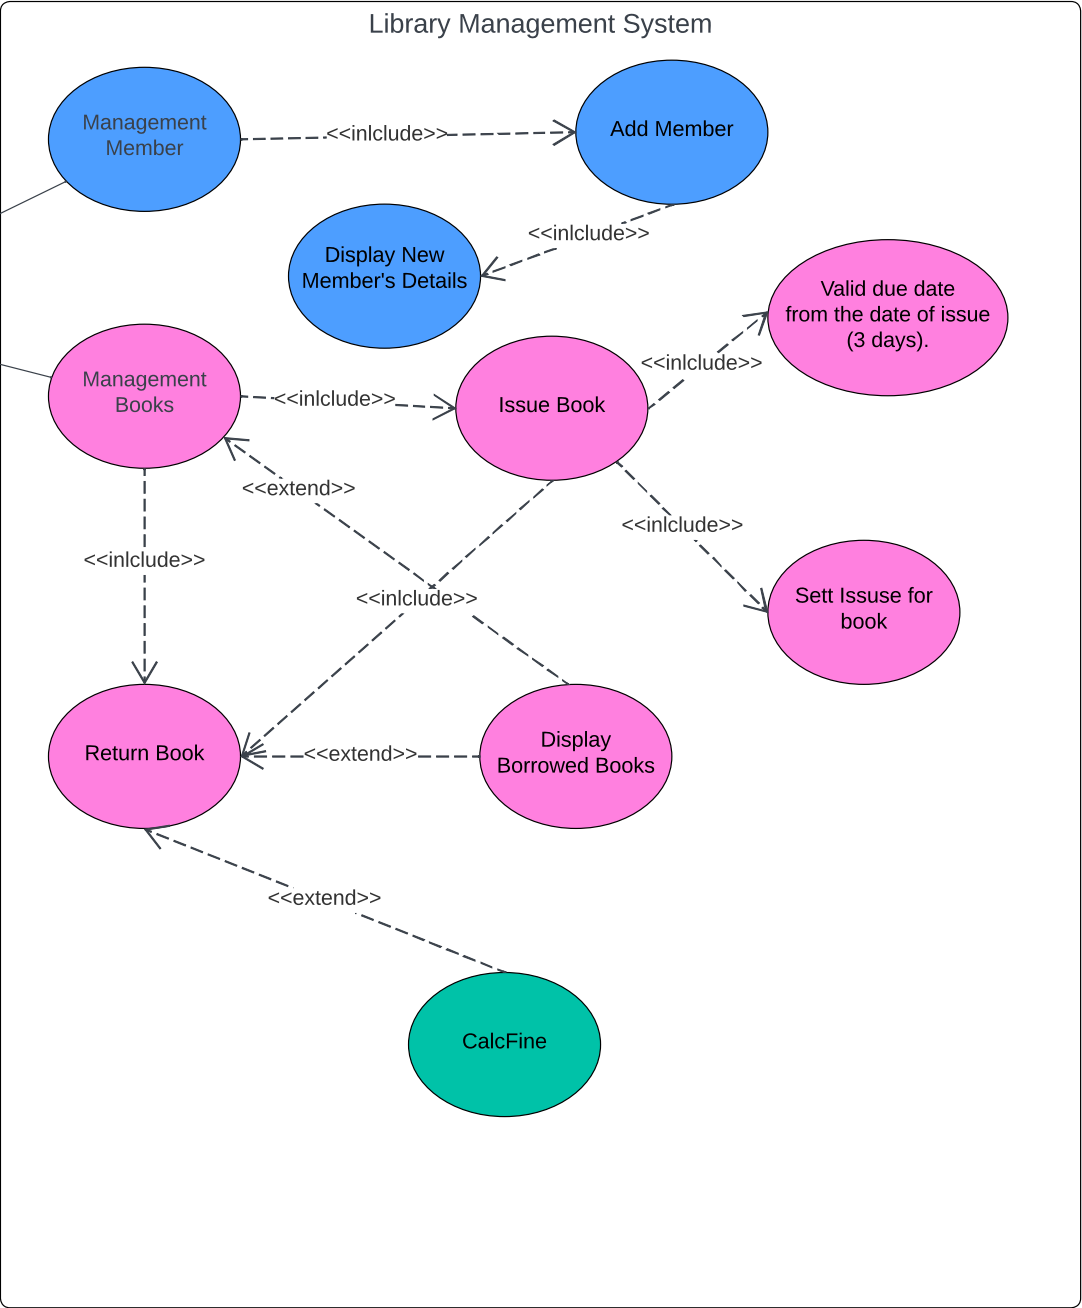 Library Management System
Management
Member
<<inlclude>>
Add Member
<<inlclude>>
Display New
Member's Details
Valid due date
from the date of issue
(3 days).
<<inlclude>>
Management
Books
<<inlclude>>
Issue Book
<<extend>>
<<inlclude>>
<<inlclude>>
<<inlclude>>
Sett Issuse for
book
Return Book
<<extend>>
Display
Borrowed Books
<<extend>>
CalcFine